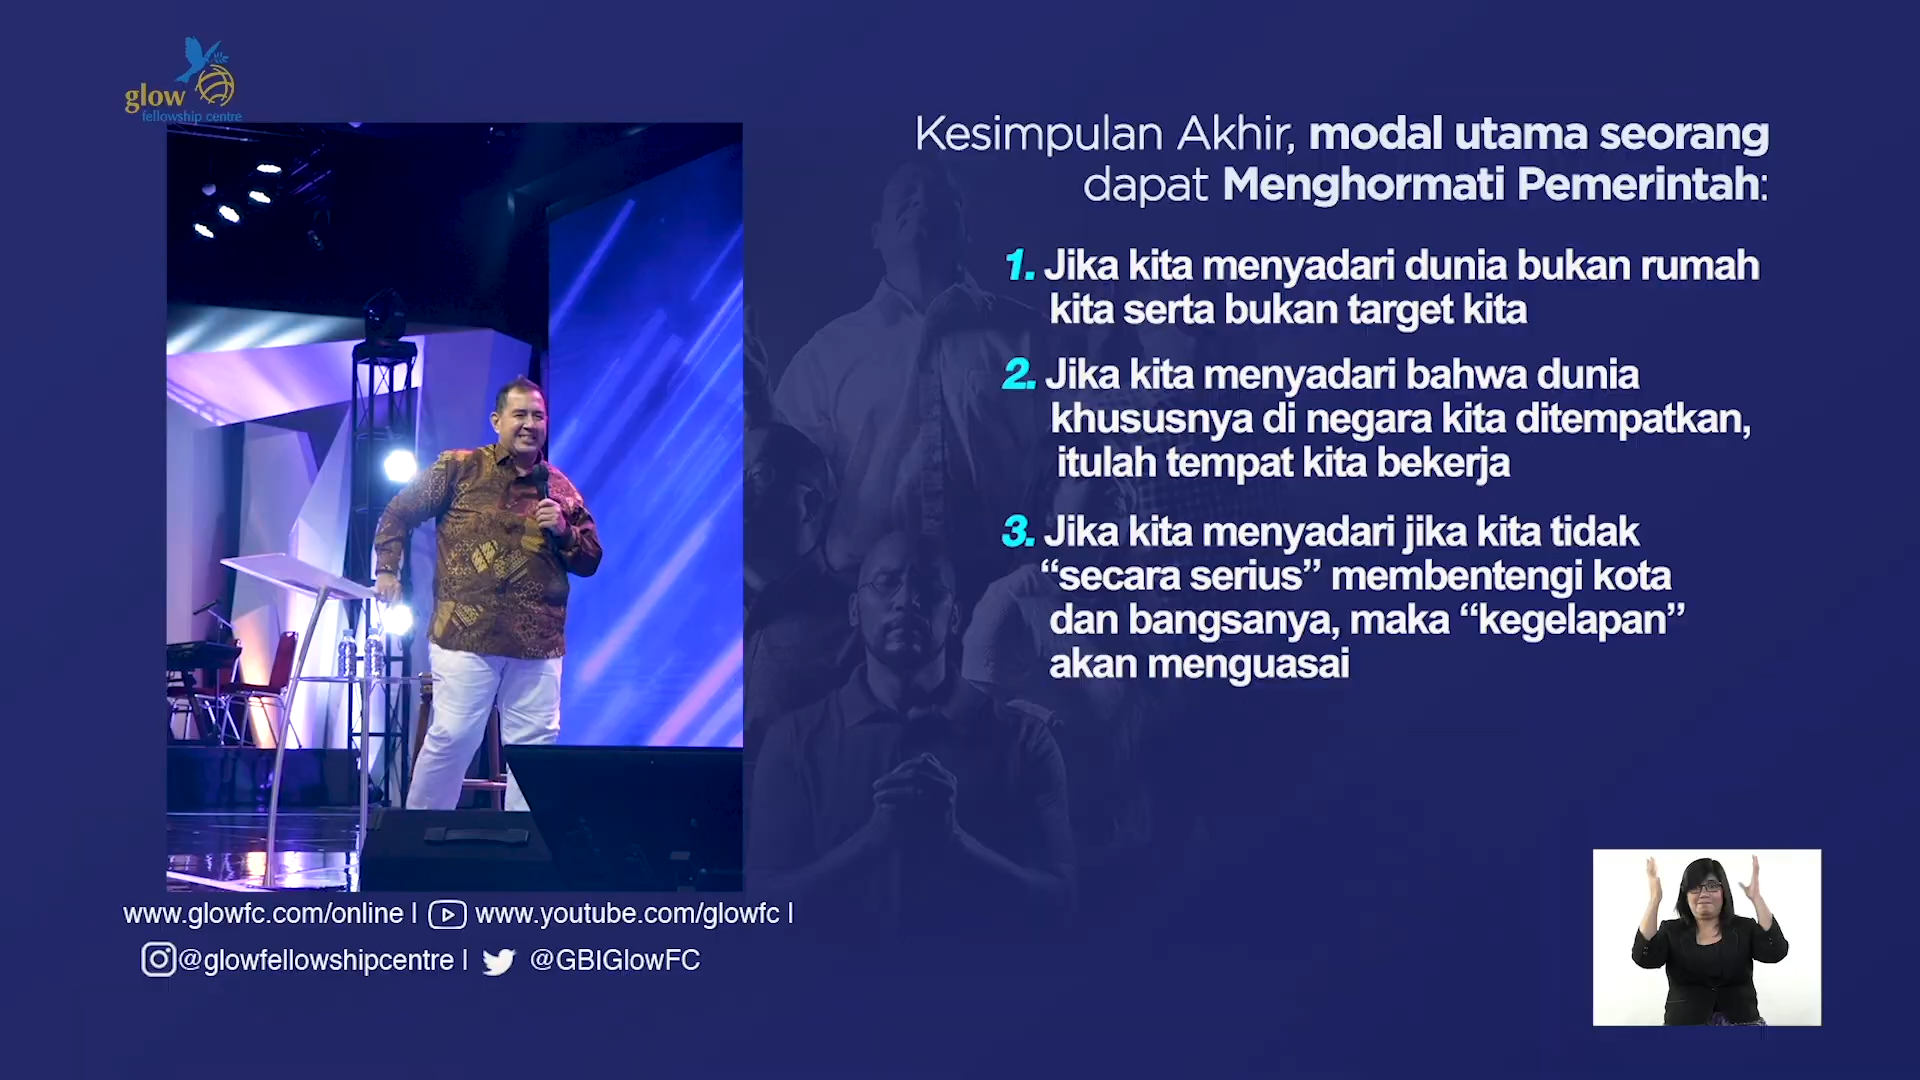 glow
fellowship centre
Kesimpulan Akhir, modal utama seorang
dapat Menghormati Pemerintah:
1. Jika kita menyadari dunia bukan rumah
kita serta bukan target kita
2. Jika kita menyadari bahwa dunia
khususnya di negara kita ditempatkan,
itulah tempat kita bekerja
3. Jika kita menyadari jika kita tidak
“secara serius” membentengi kota
dan bangsanya, maka “kegelapan”
akan menguasai
www.glowfc.com/online | www.youtube.com/glowfc |
@glowfellowshipcentre | @GBIGlowFC